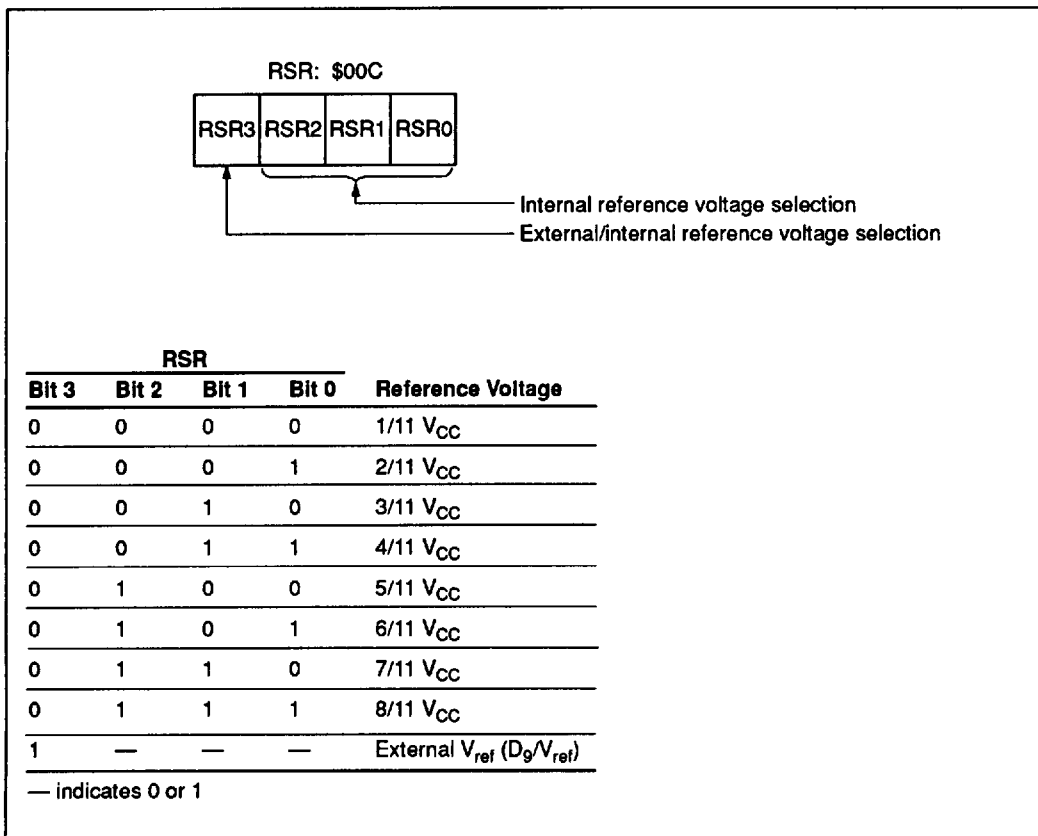 RSR: $00C
RSR3 RSR2 RSR1 RSR0
Internal reference voltage selection
External/internal reference voltage selection
RSR
Bit 3 Bit 2 Bit 1 Bit 0 Reference Voltage
0 0 0 0 1/11 VCC
0 0 0 1 2/11 VCC
0 0 1 0 3/11 VCC
0 0 1 1 4/11 VCC
0 1 0 0 5/11 VCC
0 1 0 1 6/11 VCC
0 1 1 0 7/11 VCC
0 1 1 1 8/11 VCC
1 — — — External Vref (D9/Vref)
— indicates 0 or 1